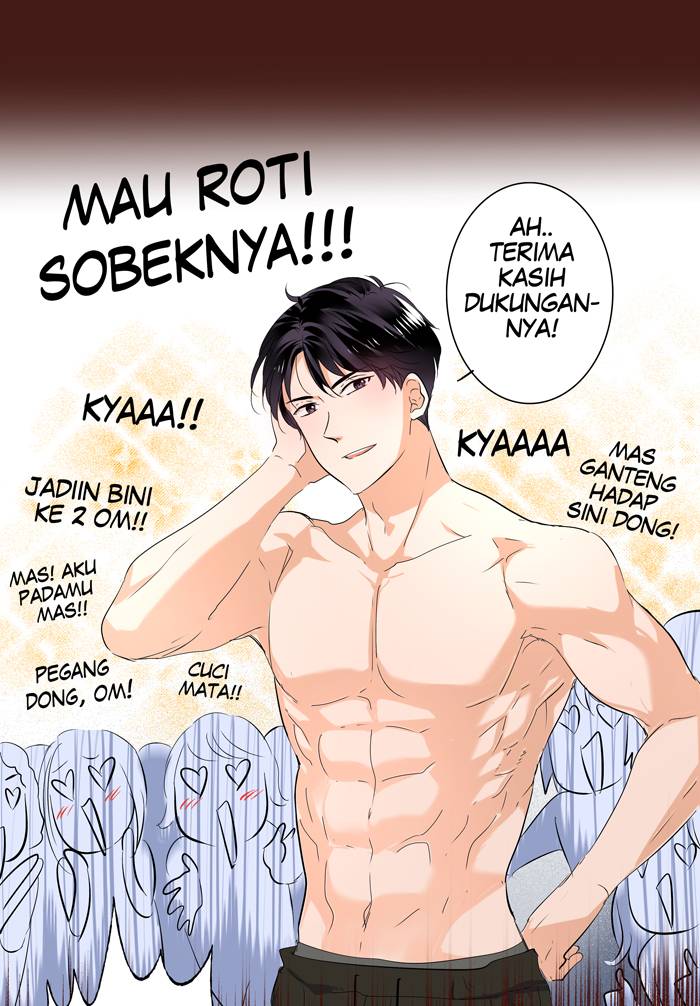 MAU ROTI
SOBEKNYA!!!
AH..
TERIMA
KASIH
DUKUNGAN-
NYA!
KYAAA!!
KYAAAA
MAS
GANTENG
HADAP
SINI DONG!
JADIIN BINI
KE 2 OM!!
MAS! AKU
PADAMU
MAS!!
PEGANG
DONG, OM!
CUCI
MATA!!